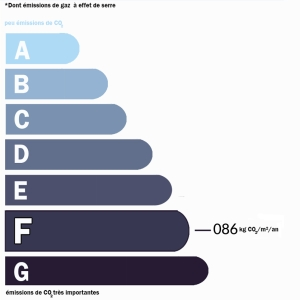 *Dont émissions de gaz à effet de serre
peu émissions de CO2
A
B
C
D
E
F 086 kg CO2/m²/an
G
émissions de CO2 très importantes